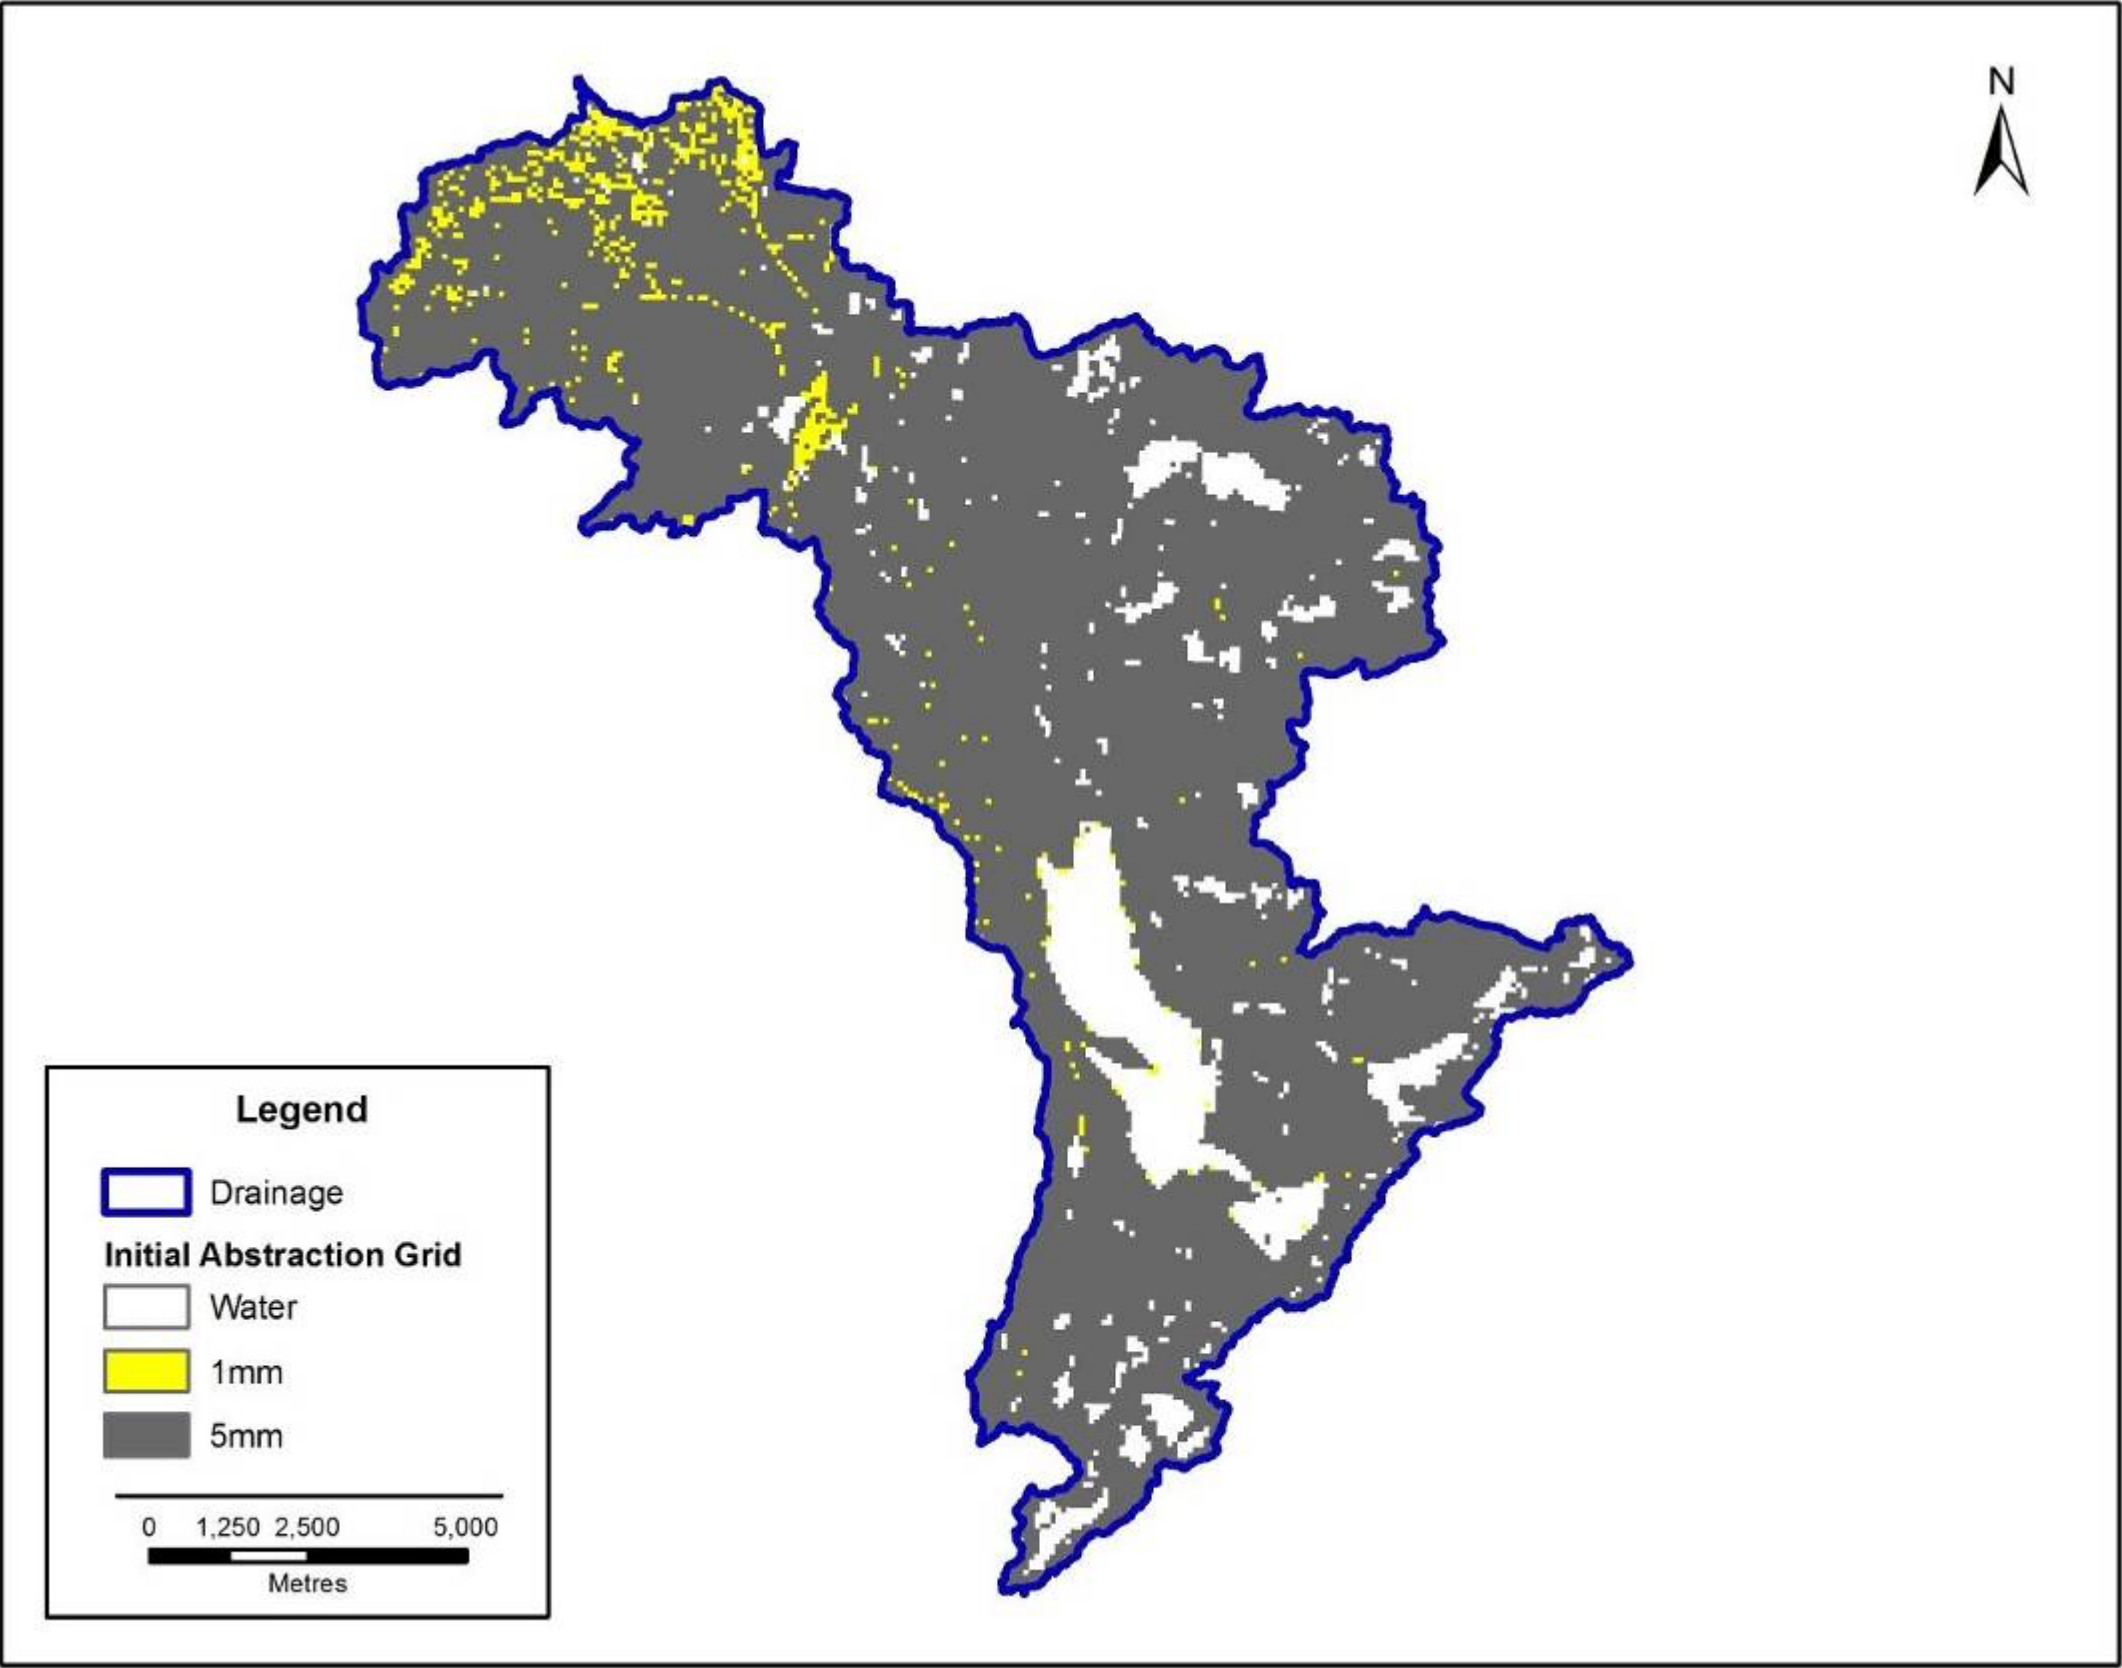 N
Legend
Drainage
Initial Abstraction Grid
Water
1mm
5mm
0 1,250 2,500 5,000
Metres